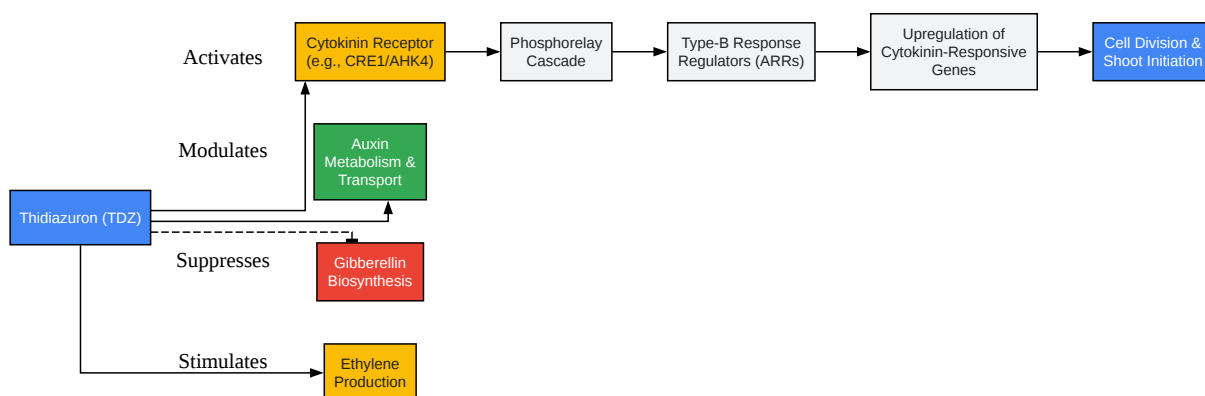 Activates
Cytokinin Receptor
(e.g., CRE1/AHK4)
Phosphorelay
Cascade
Type-B Response
Regulators (ARRs)
Upregulation of
Cytokinin-Responsive
Genes
Cell Division &
Shoot Initiation
Modulates
Auxin
Metabolism &
Transport
Thidiazuron (TDZ)
Suppresses
Gibberellin
Biosynthesis
Stimulates
Ethylene
Production